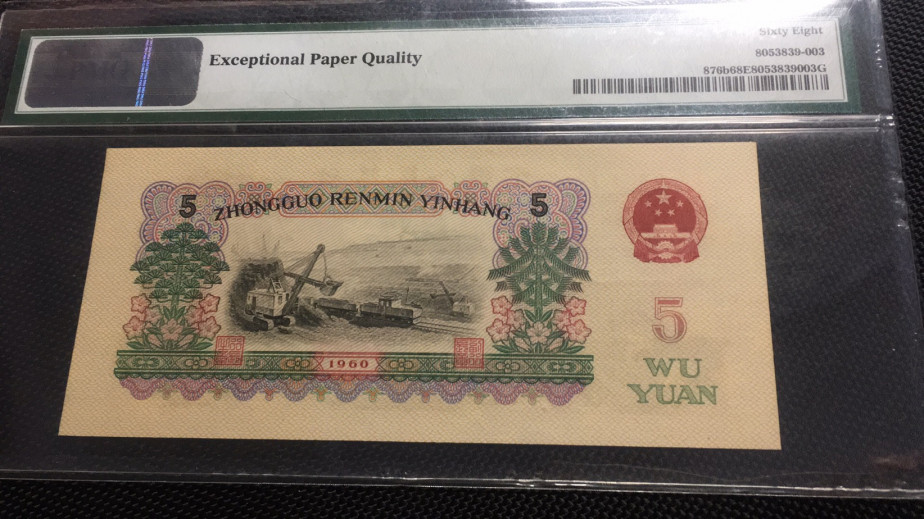 Sixty Eight
Exceptional Paper Quality
8053839-003
876b68E8053839003G
5 ZHONGGUO RENMIN YINHANG 5
5
1960
WU
YUAN